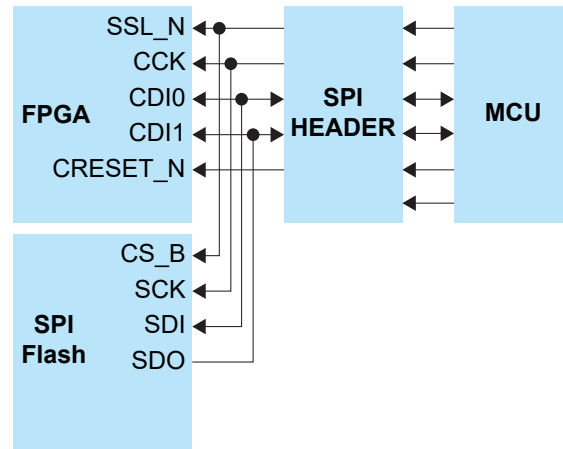 SSL_N
CCK
CDI0
CDI1
CRESET_N
FPGA
SPI
HEADER
MCU
CS_B
SCK
SDI
SDO
SPI
Flash